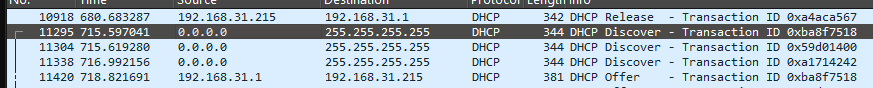 No. Time Source Destination Protocol Length Info
10918 680.683287 192.168.31.215 192.168.31.1 DHCP 342 DHCP Release - Transaction ID 0xa4aca567
11295 715.597041 0.0.0.0 255.255.255.255 DHCP 344 DHCP Discover - Transaction ID 0xba8f7518
11304 715.619280 0.0.0.0 255.255.255.255 DHCP 344 DHCP Discover - Transaction ID 0x59d01400
11338 716.992156 0.0.0.0 255.255.255.255 DHCP 344 DHCP Discover - Transaction ID 0xa1714242
11420 718.821691 192.168.31.1 192.168.31.215 DHCP 381 DHCP Offer - Transaction ID 0xba8f7518